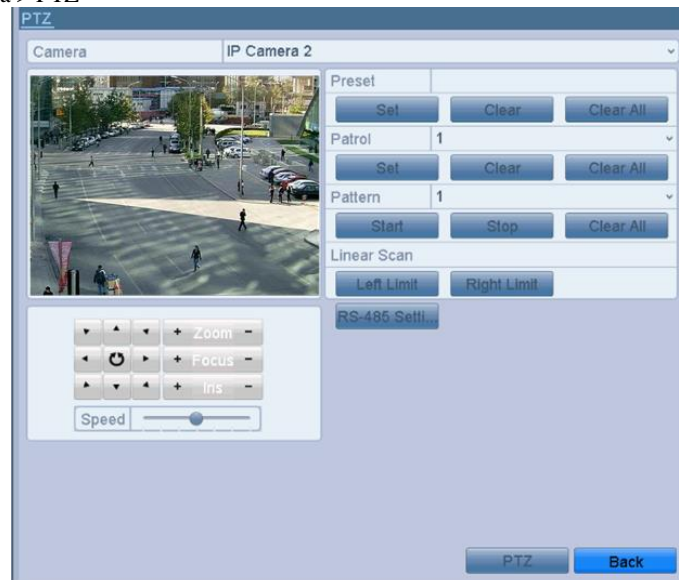 PTZ
Camera IP Camera 2
Preset
Set Clear Clear All
Patrol 1
Set Clear Clear All
Pattern 1
Start Stop Clear All
Linear Scan
Left Limit Right Limit
RS-485 Setti...
+ Zoom -
+ Focus -
+ Iris -
Speed
PTZ Back